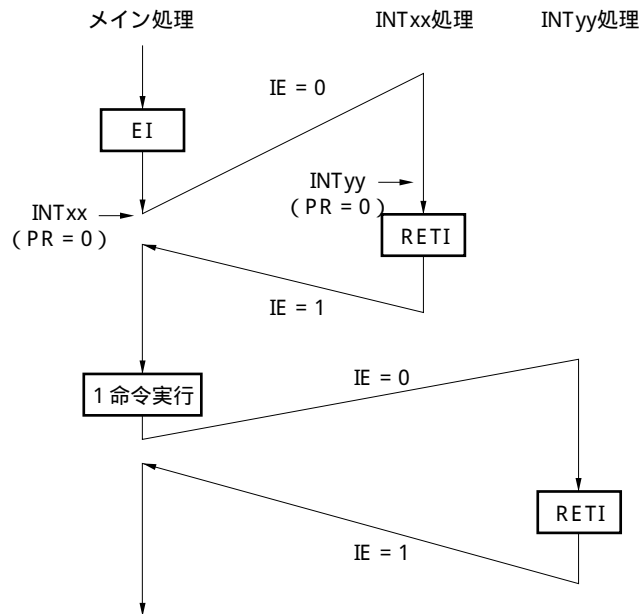 メイン処理
INTxx処理
INTyy処理
IE = 0
EI
INTyy
(PR = 0)
INTxx
(PR = 0)
RETI
IE = 1
IE = 0
1 命令実行
RETI
IE = 1